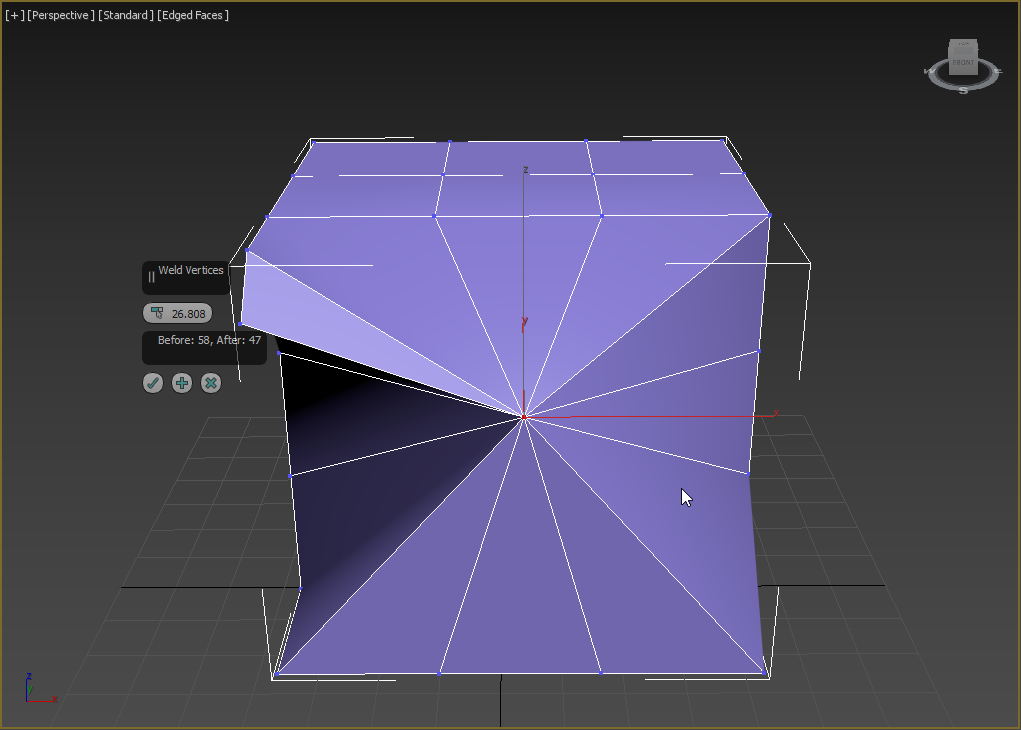 [+] [Perspective] [Standard] [Edged Faces]
FRONT
W
E
S
z
Weld Vertices
26.808
y
Before: 58, After: 47
x
z
y
x